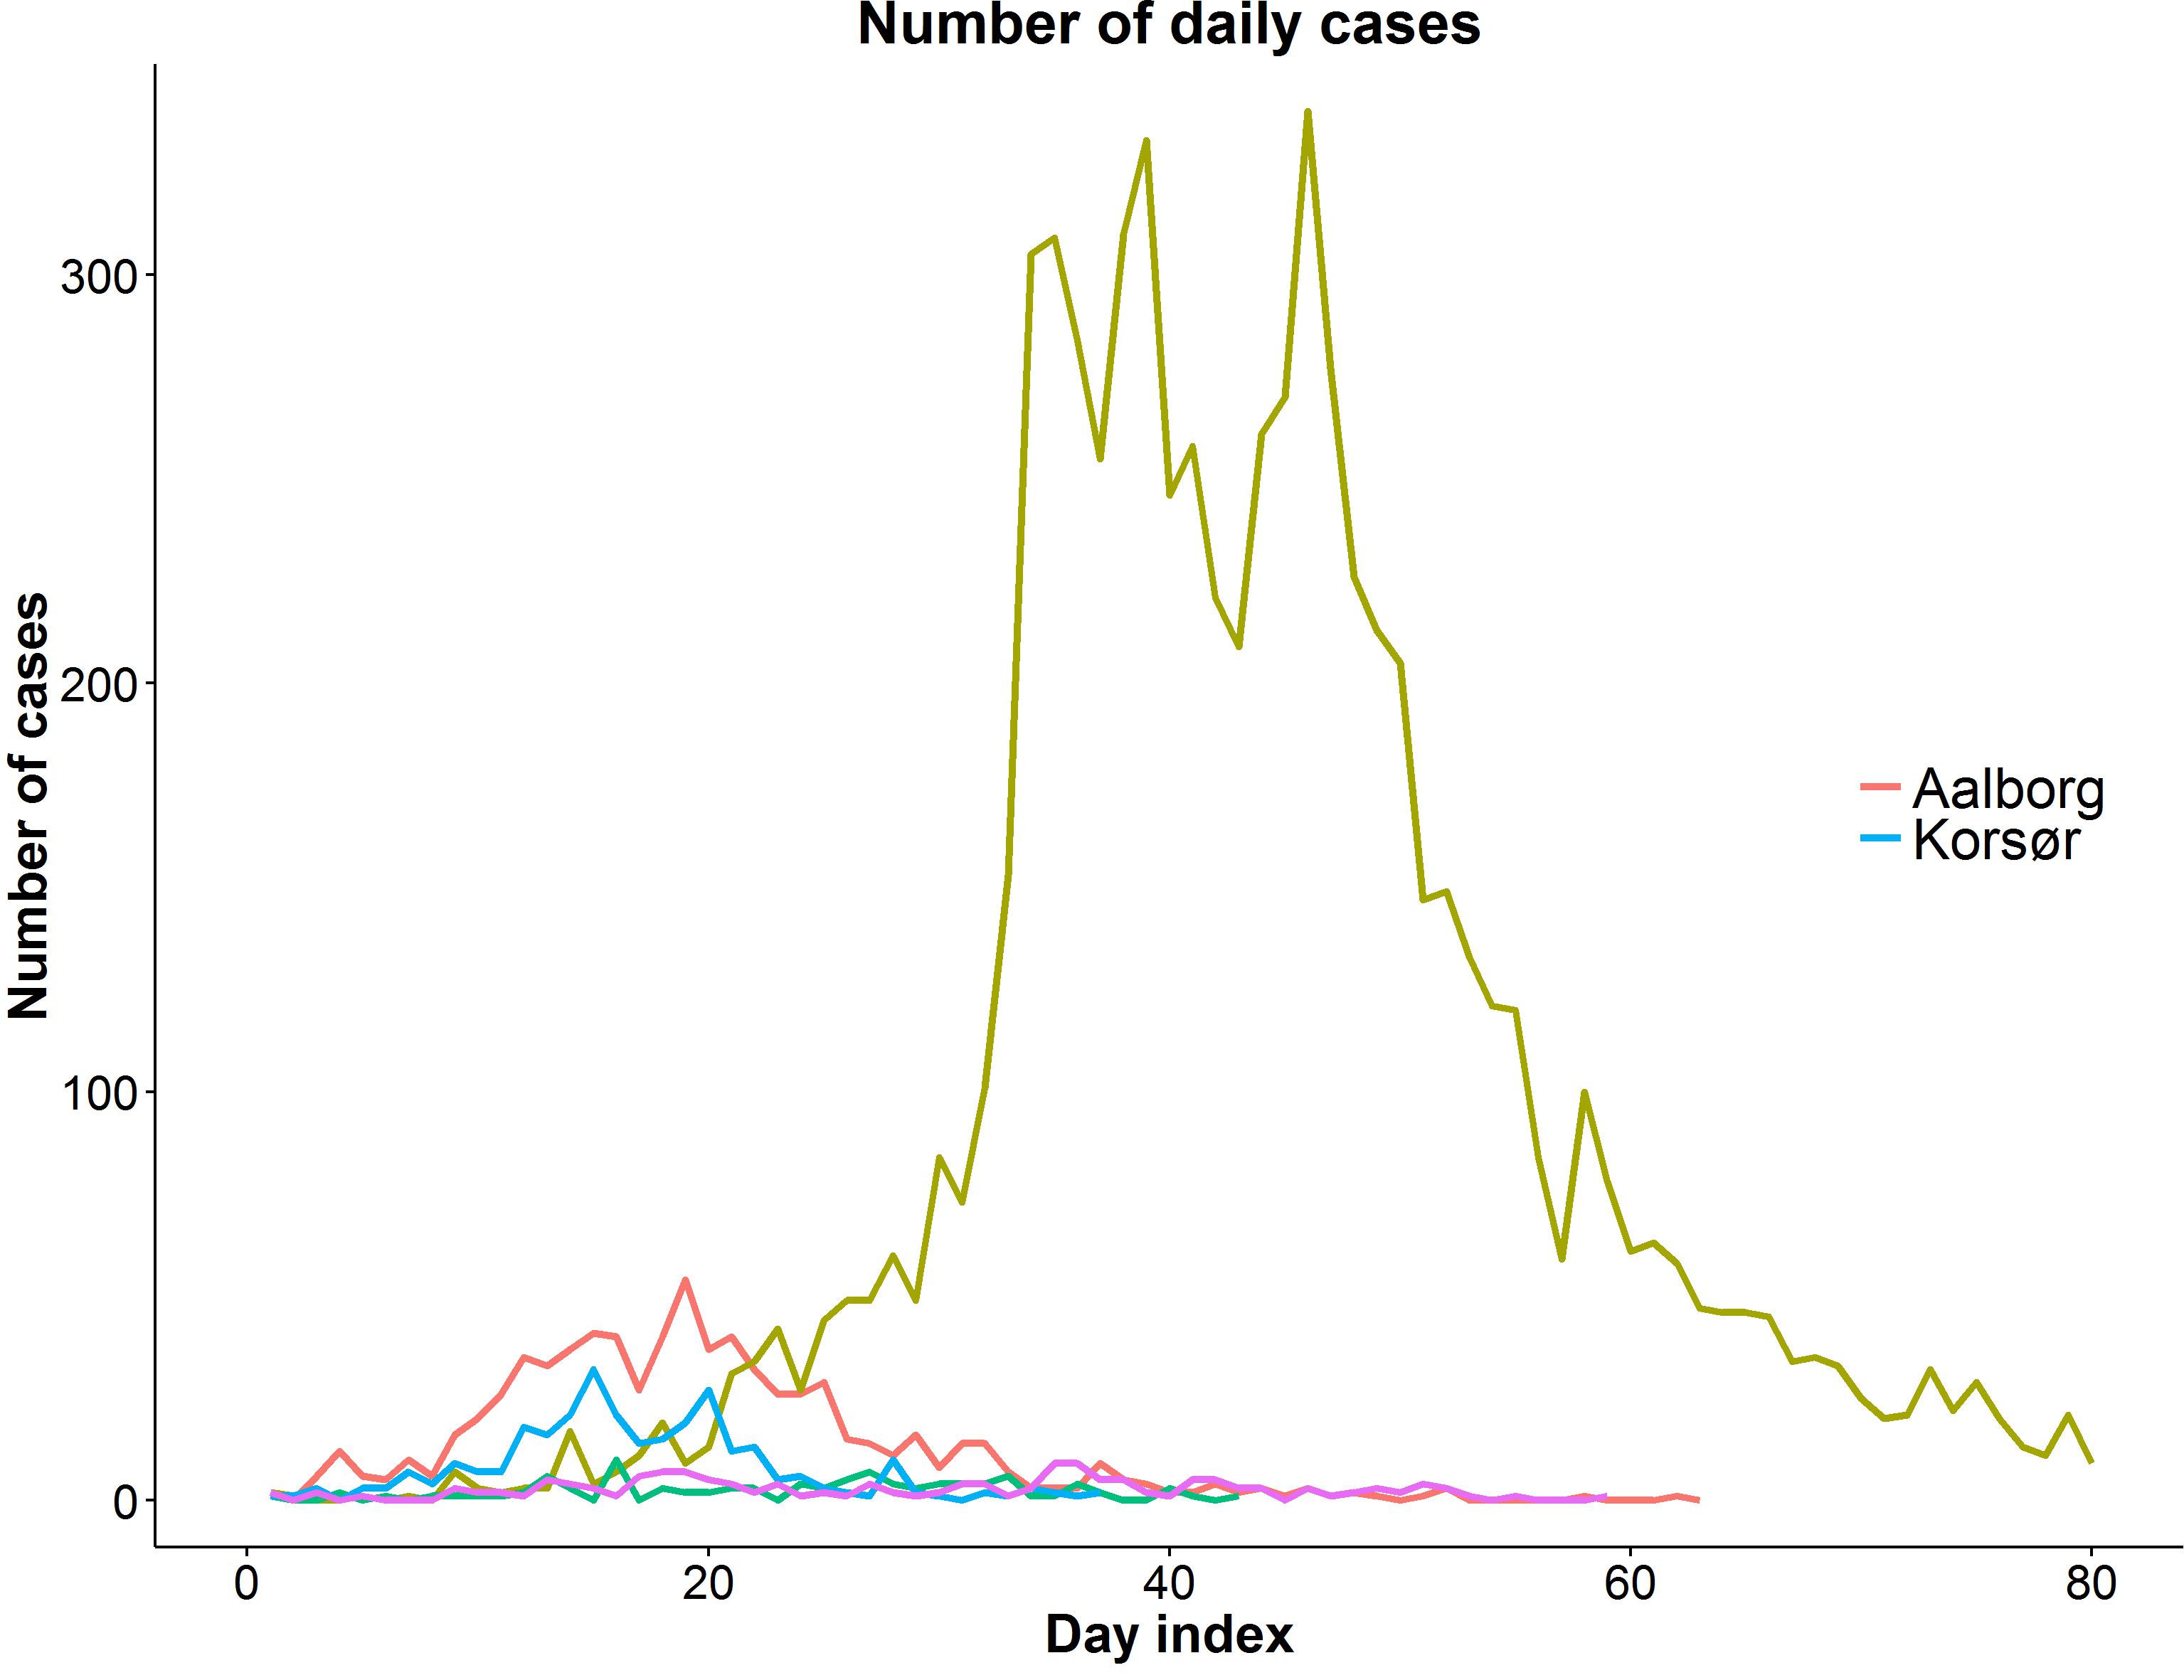 Number of daily cases
Number of cases
300
200
100
0
Aalborg
Korsør
0 20 40 60 80
Day index